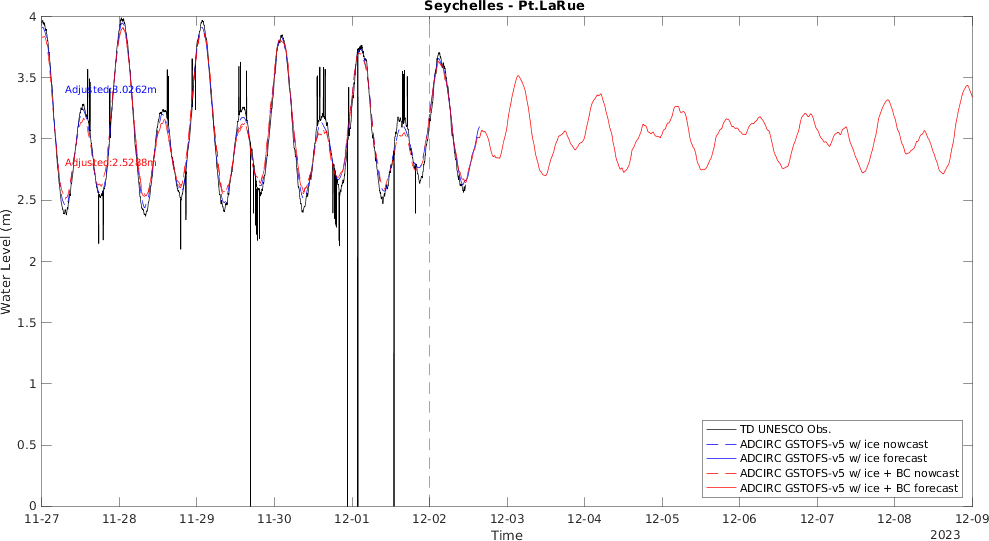 Seychelles - Pt.LaRue
4
3.5
3
2.5
2
1.5
1
0.5
0
Water Level (m)
Adjusted:3.0262m
Adjusted:2.5288m
TD UNESCO Obs.
ADCIRC GSTOFS-v5 w/ ice nowcast
ADCIRC GSTOFS-v5 w/ ice forecast
ADCIRC GSTOFS-v5 w/ ice + BC nowcast
ADCIRC GSTOFS-v5 w/ ice + BC forecast
11-27 11-28 11-29 11-30 12-01 12-02 12-03 12-04 12-05 12-06 12-07 12-08 12-09
Time
2023